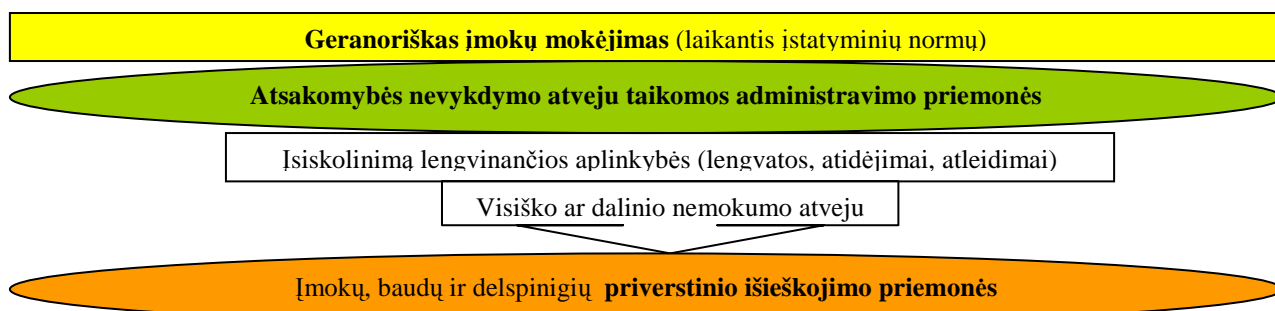 Geranoriškas įmokų mokėjimas (laikantis įstatyminių normų)
Atsakomybės nevykdymo atveju taikomos administravimo priemonės
Įsiskolinimą lengvinančios aplinkybės (lengvatos, atidėjimai, atleidimai)
Visiško ar dalinio nemokumo atveju
Įmokų, baudų ir delspinigių priverstinio išieškojimo priemonės